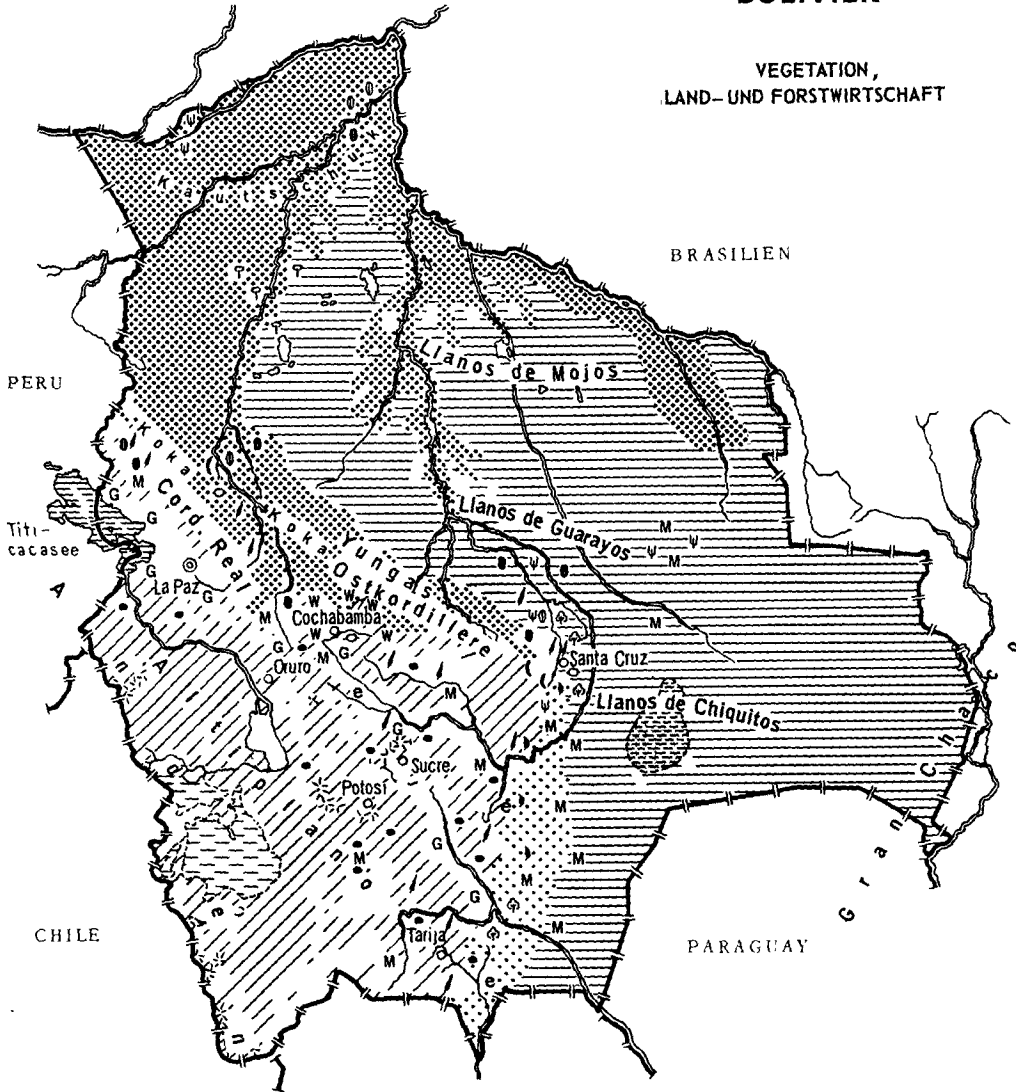 VEGETATION,
LAND- UND FORSTWIRTSCHAFT
Kautschuk
BRASILIEN
PERU
Llanos de Mojos
Koka
Cord Real
Titi-
cacasee
La Paz
Llanos de Guarayos
Koka
Yungas
Ostkordillere
Cochabamba
Oruro
Santa Cruz
Llanos de Chiquitos
Sucre
Potosí
Altiplano
Anden
Gran Chaco
Tarija
CHILE
PARAGUAY